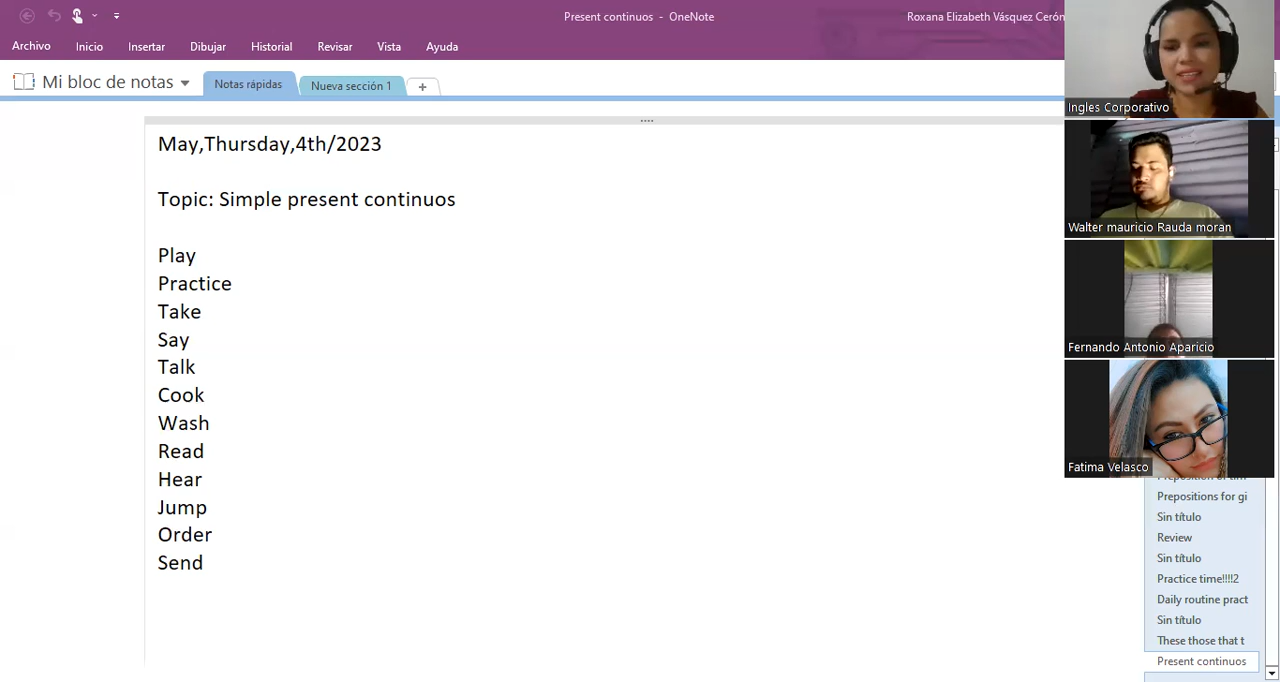 Present continuos - OneNote
Roxana Elizabeth Vásquez Cerón
Archivo
Inicio
Insertar
Dibujar
Historial
Revisar
Vista
Ayuda
Mi bloc de notas
Notas rápidas
Nueva sección 1
May,Thursday,4th/2023
Topic: Simple present continuos
Play
Practice
Take
Say
Talk
Cook
Wash
Read
Hear
Jump
Order
Send
Ingles Corporativo
Walter mauricio Rauda moran
Fernando Antonio Aparicio
Fatima Velasco
Prepositions for gi
Sin título
Review
Sin título
Practice time!!!!2
Daily routine pract
Sin título
These those that t
Present continuos